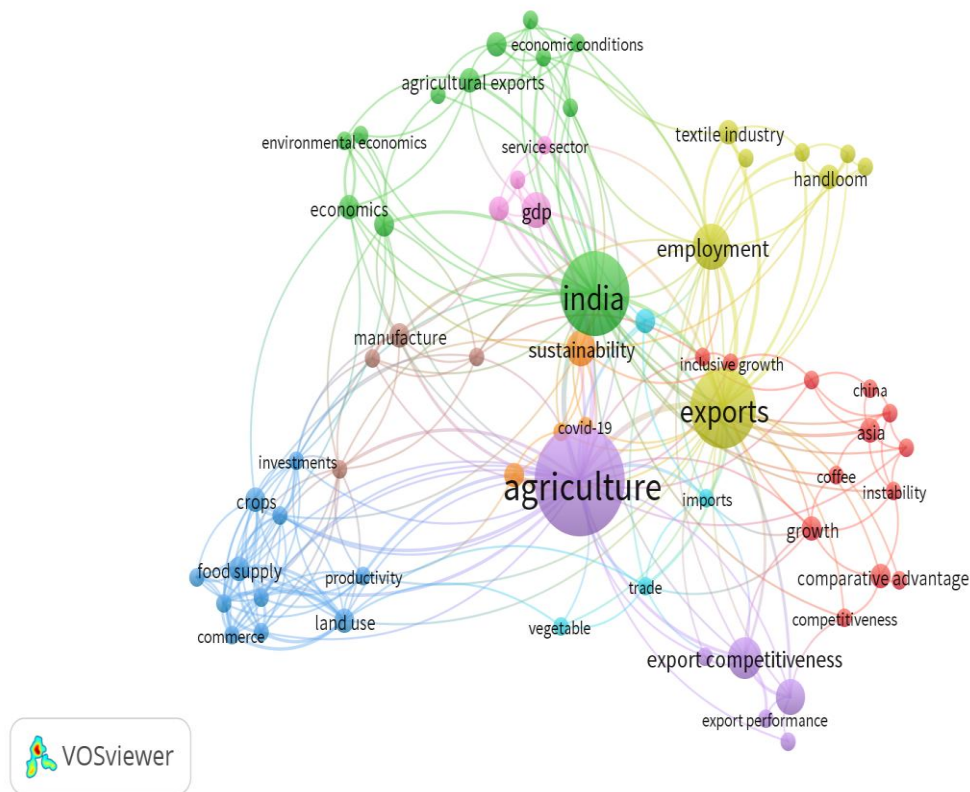 economic conditions
agricultural exports
textile industry
environmental economics
service sector
handloom
economics
gdp
employment
india
manufacture
sustainability
inclusive growth
china
exports
covid-19
asia
investments
agriculture
coffee
crops
imports
instability
growth
food supply
productivity
comparative advantage
trade
land use
competitiveness
commerce
vegetable
export competitiveness
export performance
VOSviewer